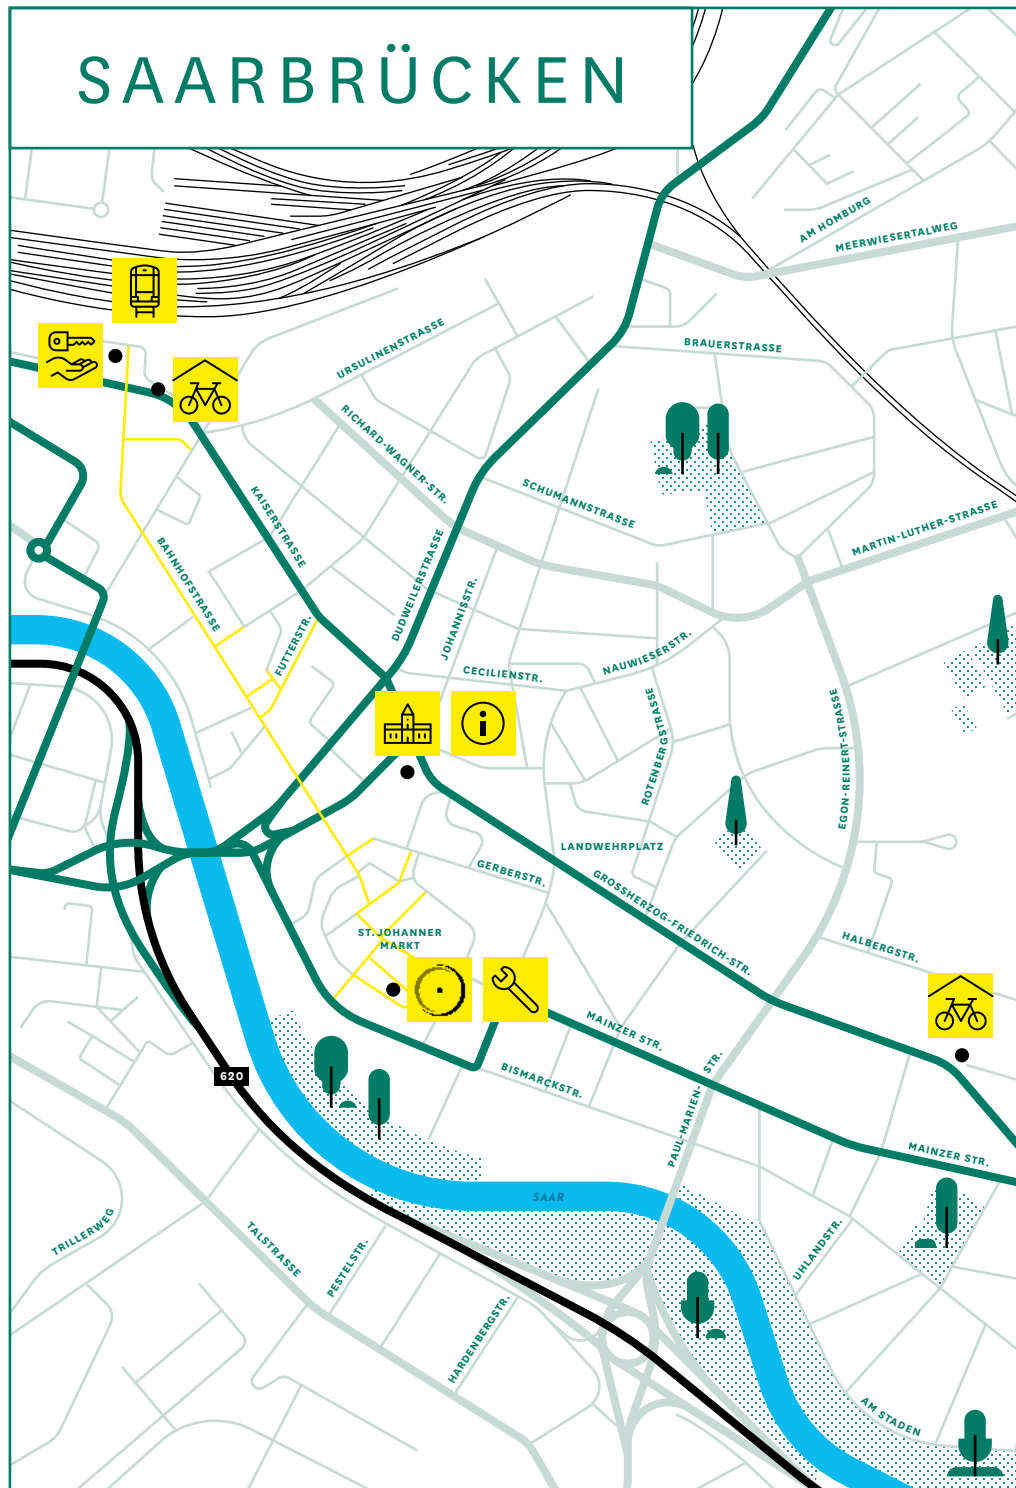 SAARBRÜCKEN
AM HOMBURG
MEERWIESERTALWEG
URSULINENSTRASSE
BRAUERSTRASSE
RICHARD-WAGNER-STR.
SCHUMANNSTRASSE
MARTIN-LUTHER-STRASSE
KAISERSTRASSE
BAHNHOFSTRASSE
DUDWEILERSTRASSE
JOHANNISSTR.
FUTTERSTR.
CECILIENSTR.
NAUWIESERSTR.
ROTENBERGSTRASSE
EGON-REINERT-STRASSE
LANDWEHRPLATZ
GERBERSTR.
GROSSHERZOG-FRIEDRICH-STR.
ST. JOHANNER
MARKT
HALBERGSTR.
MAINZER STR.
BISMARCKSTR.
620
PAUL-MARIEN-STR.
MAINZER STR.
SAAR
TRILLERWEG
TALSTRASSE
PESTELSTR.
UHLANDSTR.
HARDENBERGSTR.
AM STADEN